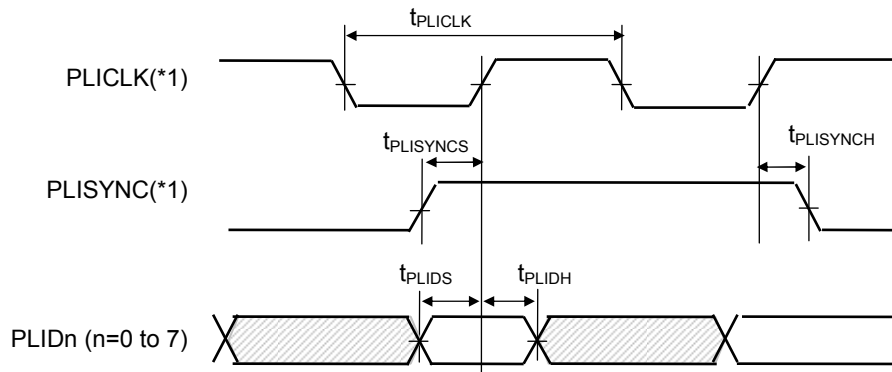 tPLICLK
PLICLK(*1)
tPLISYNCS
tPLISYNCH
PLISYNC(*1)
tPLIDS
tPLIDH
PLIDn (n=0 to 7)